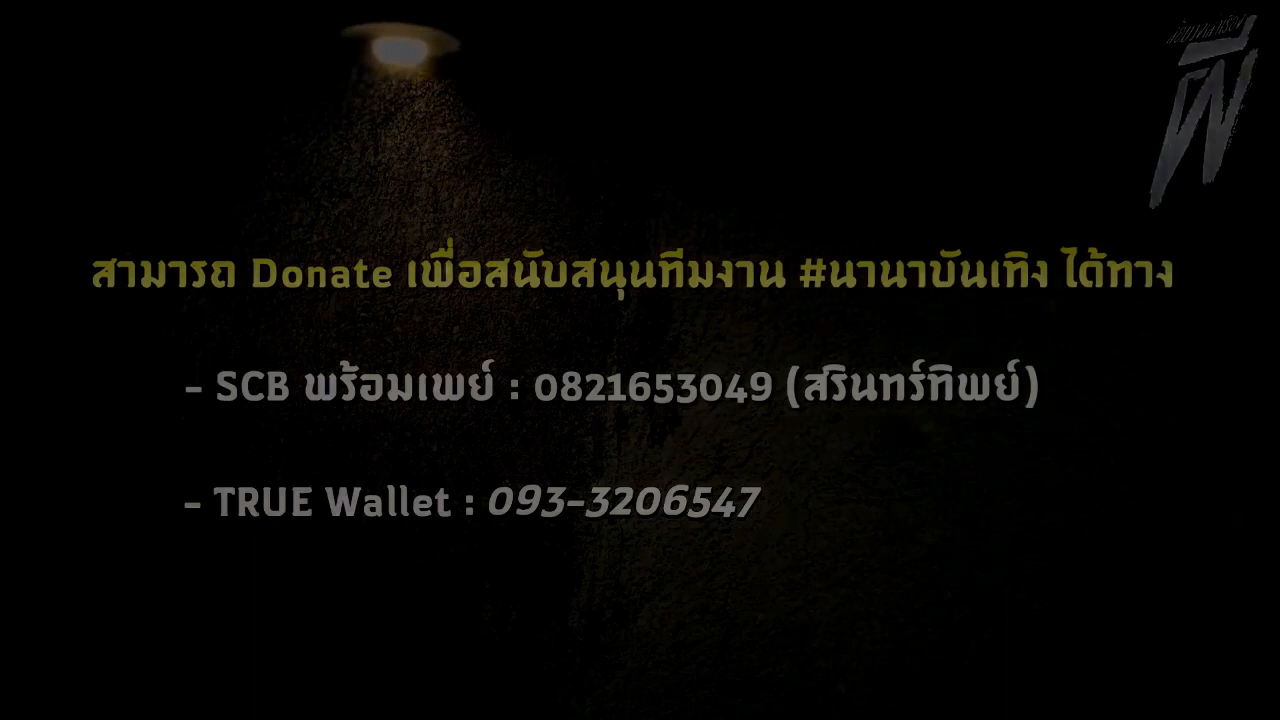 ผี
สามารถ Donate เพื่อสนับสนุนทีมงาน #นานาบันเทิง ได้ทาง
- SCB พร้อมเพย์ : 0821653049 (สรินทร์ทิพย์)
- TRUE Wallet : 093-3206547